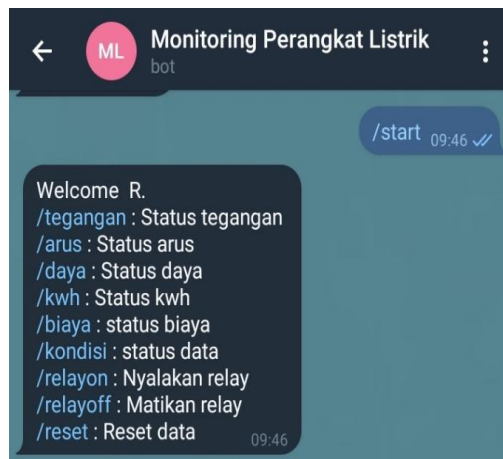 ML
Monitoring Perangkat Listrik
bot
/start 09:46
Welcome R.
/tegangan : Status tegangan
/arus : Status arus
/daya : Status daya
/kwh : Status kwh
/biaya : status biaya
/kondisi : status data
/relayon : Nyalakan relay
/relayoff : Matikan relay
/reset : Reset data
09:46